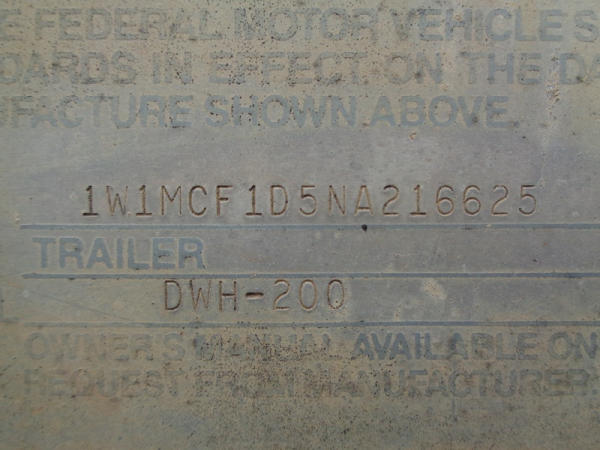 E FEDERAL MOTOR VEHICLE S
DARDS IN EFFECT ON THE DA
UFACTURE SHOWN ABOVE.
1W1MCF1D5NA216625
TRAILER
DWH-200
OWNER'S MANUAL AVAILABLE ON
REQUEST FROM MANUFACTURER.